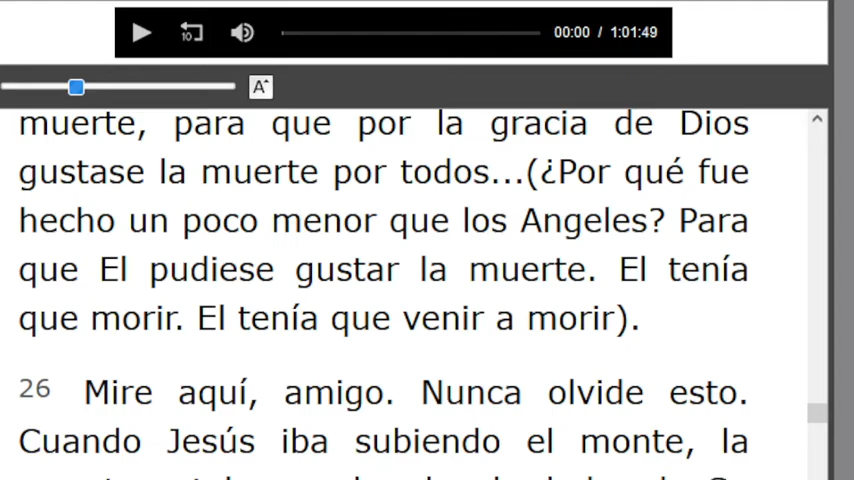 10
00:00 / 1:01:49
A
muerte, para que por la gracia de Dios
gustase la muerte por todos...(¿Por qué fue
hecho un poco menor que los Angeles? Para
que El pudiese gustar la muerte. El tenía
que morir. El tenía que venir a morir).
26 Mire aquí, amigo. Nunca olvide esto.
Cuando Jesús iba subiendo el monte, la